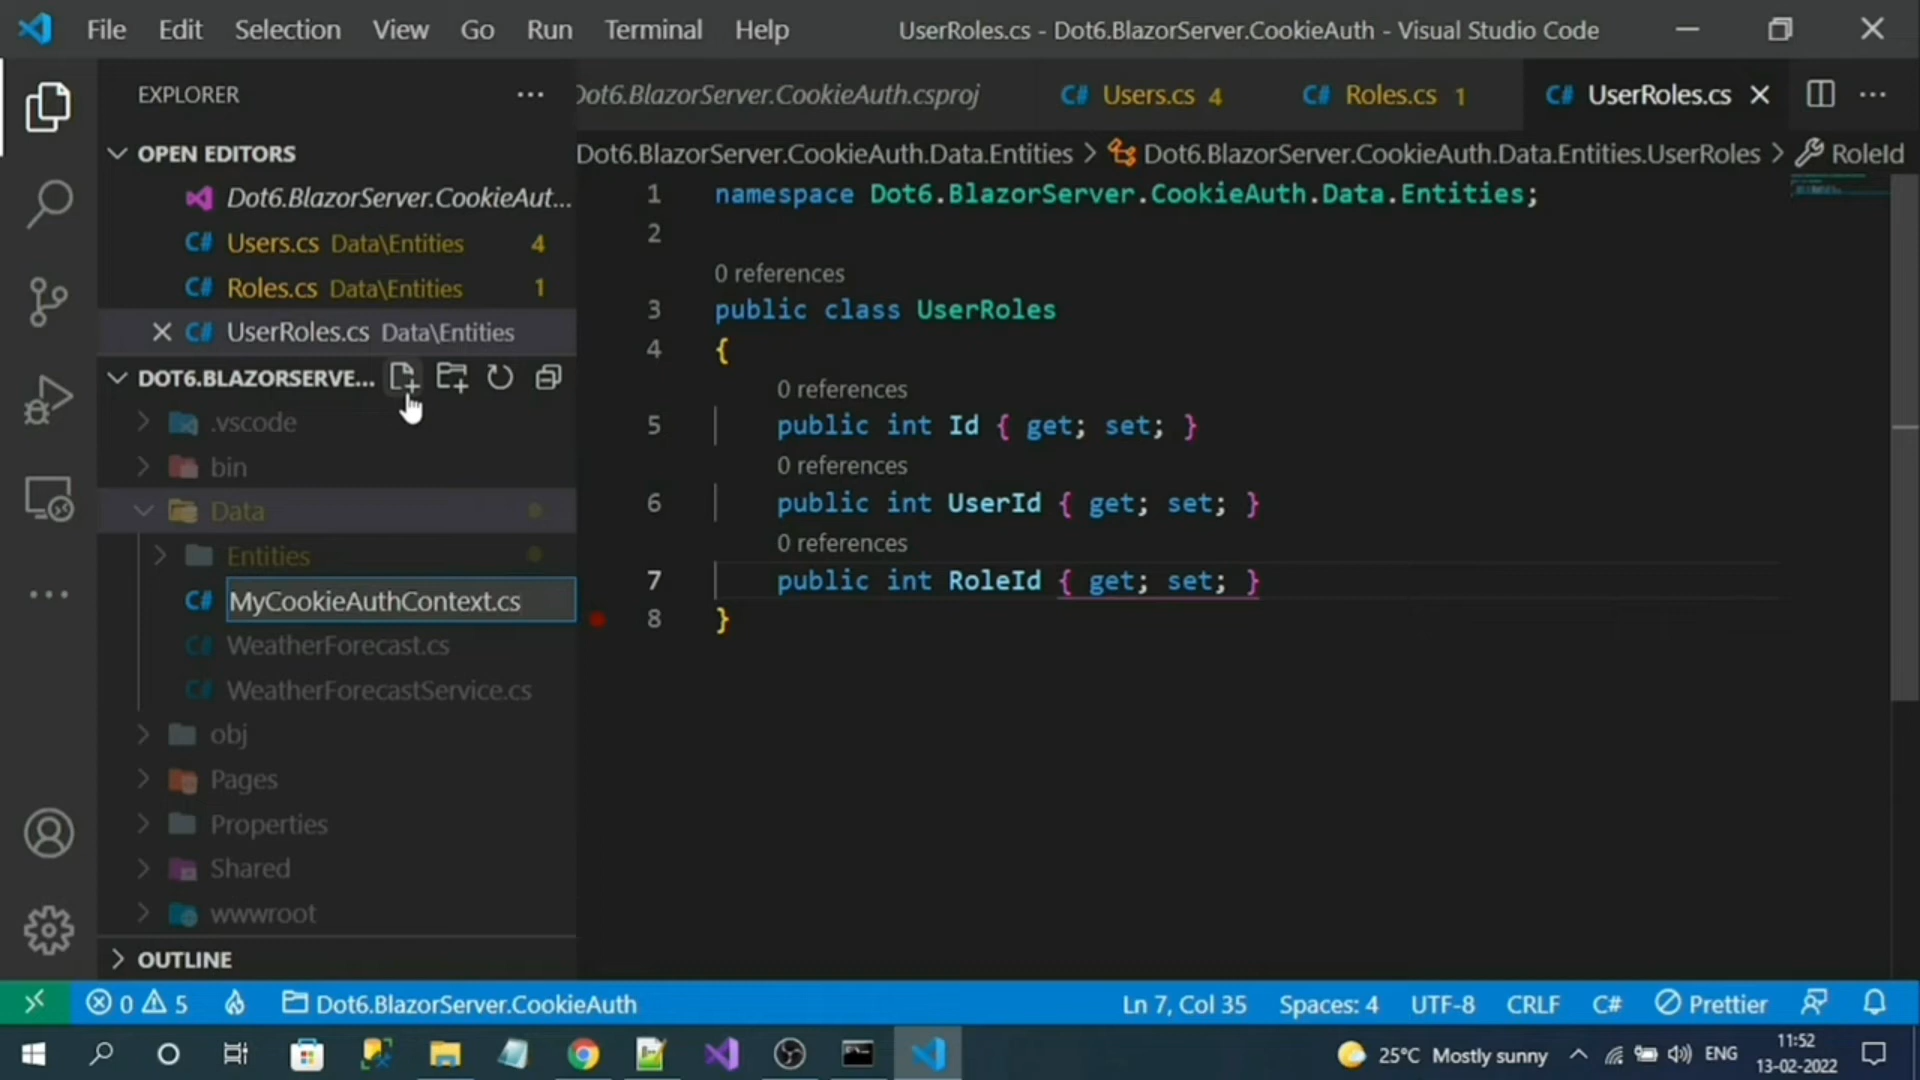 File Edit Selection View Go Run Terminal Help
UserRoles.cs - Dot6.BlazorServer.CookieAuth - Visual Studio Code
EXPLORER
OPEN EDITORS
Dot6.BlazorServer.CookieAut...
Users.cs Data\Entities 4
Roles.cs Data\Entities 1
UserRoles.cs Data\Entities
DOT6.BLAZORSERVE...
.vscode
bin
Data
Entities
MyCookieAuthContext.cs
WeatherForecast.cs
WeatherForecastService.cs
obj
Pages
Properties
Shared
wwwroot
OUTLINE
Dot6.BlazorServer.CookieAuth.csproj
Users.cs 4
Roles.cs 1
UserRoles.cs
Dot6.BlazorServer.CookieAuth.Data.Entities > Dot6.BlazorServer.CookieAuth.Data.Entities.UserRoles > RoleId
1 namespace Dot6.BlazorServer.CookieAuth.Data.Entities;
2
0 references
3 public class UserRoles
4 {
0 references
5 public int Id { get; set; }
0 references
6 public int UserId { get; set; }
0 references
7 public int RoleId { get; set; }
8 }
0 5 Dot6.BlazorServer.CookieAuth
Ln 7, Col 35 Spaces: 4 UTF-8 CRLF C# Prettier
25°C Mostly sunny ENG
11:52
13-02-2022